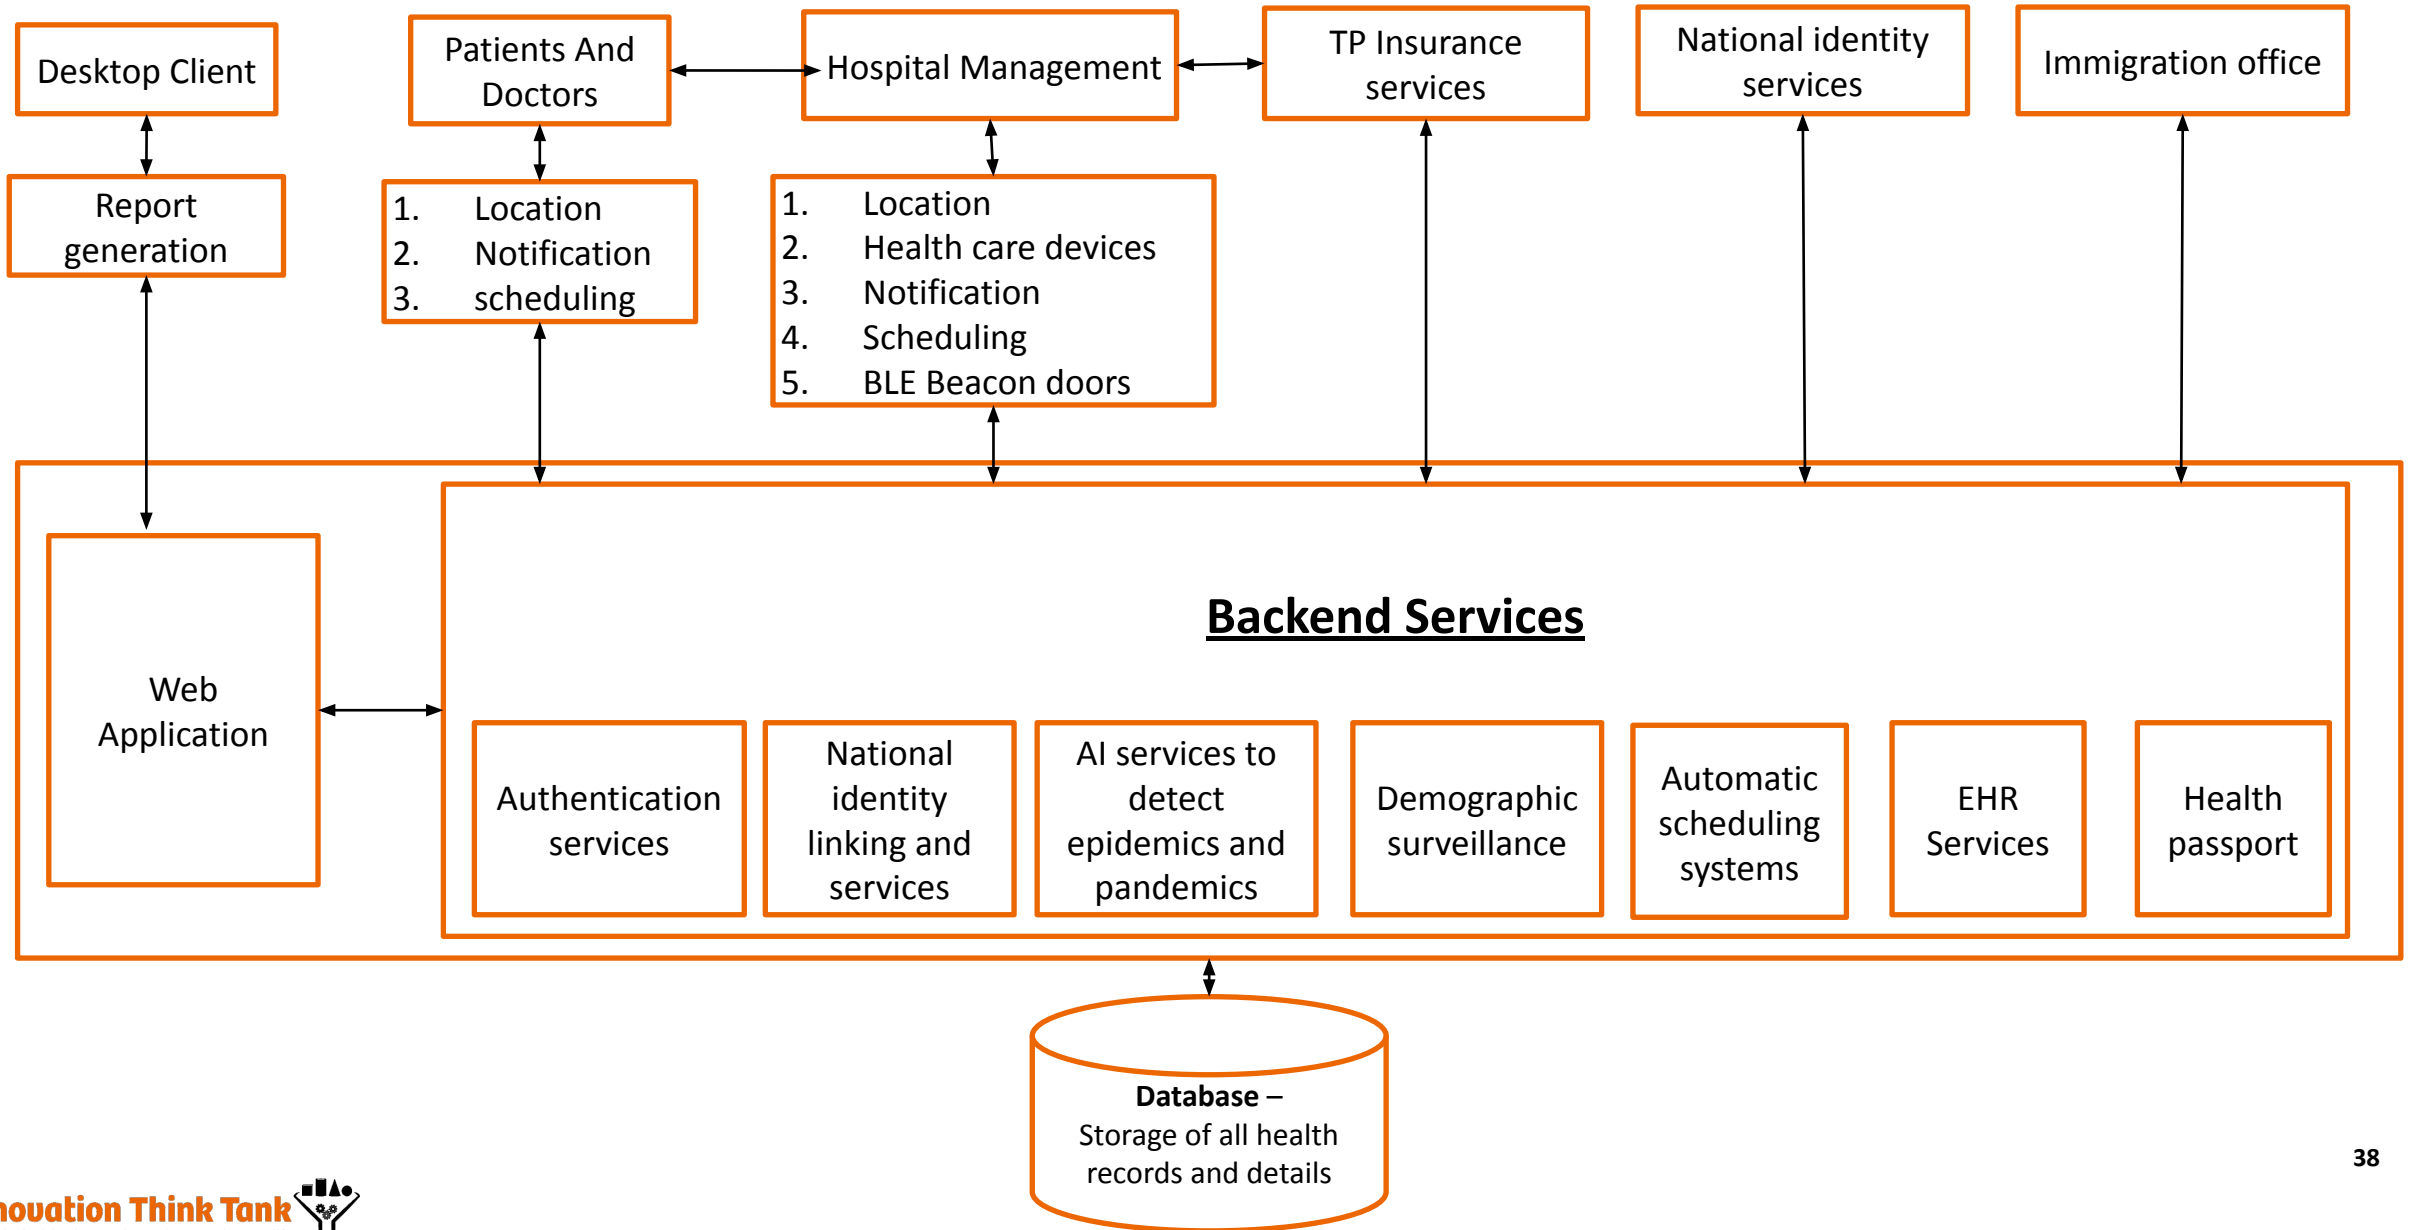 Desktop Client
Patients And
Doctors
Hospital Management
TP Insurance
services
National identity
services
Immigration office
Report
generation
1. Location
2. Notification
3. scheduling
1. Location
2. Health care devices
3. Notification
4. Scheduling
5. BLE Beacon doors
Backend Services
Web
Application
Authentication
services
National
identity
linking and
services
AI services to
detect
epidemics and
pandemics
Demographic
surveillance
Automatic
scheduling
systems
EHR
Services
Health
passport
Database –
Storage of all health
records and details
38
novation Think Tank